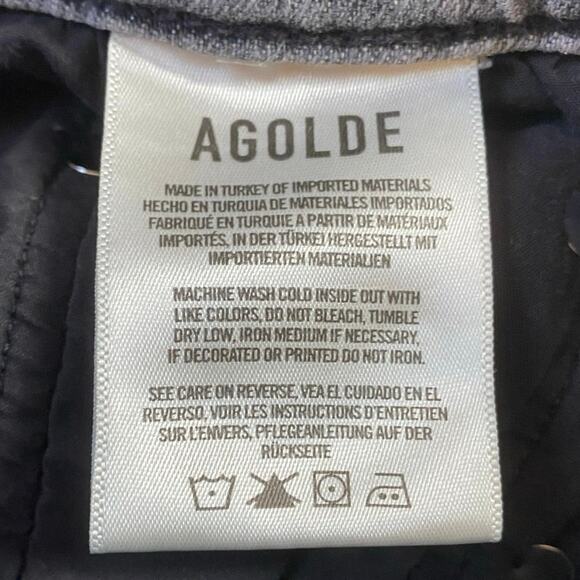 AGOLDE
MADE IN TURKEY OF IMPORTED MATERIALS
HECHO EN TURQUIA DE MATERIALES IMPORTADOS
FABRIQUÉ EN TURQUIE A PARTIR DE MATÉRIAUX
IMPORTÉS, IN DER TÜRKEI HERGESTELLT MIT
IMPORTIERTEN MATERIALIEN
MACHINE WASH COLD INSIDE OUT WITH
LIKE COLORS, DO NOT BLEACH, TUMBLE
DRY LOW, IRON MEDIUM IF NECESSARY,
IF DECORATED OR PRINTED DO NOT IRON.
SEE CARE ON REVERSE, VEA EL CUIDADO EN EL
REVERSO, VOIR LES INSTRUCTIONS D'ENTRETIEN
SUR L'ENVERS, PFLEGEANLEITUNG AUF DER
RÜCKSEITE